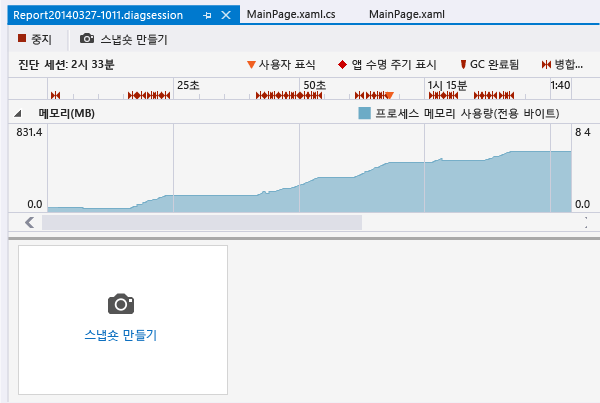 Report20140327-1011.diagsession MainPage.xaml.cs MainPage.xaml
중지 스냅숏 만들기
진단 세션: 2시 33분 사용자 표식 앱 수명 주기 표시 GC 완료됨 병합...
25초 50초 1시 15분 1:40
메모리(MB) 프로세스 메모리 사용량(전용 바이트)
831.4 8 4
0.0 0.0
스냅숏 만들기